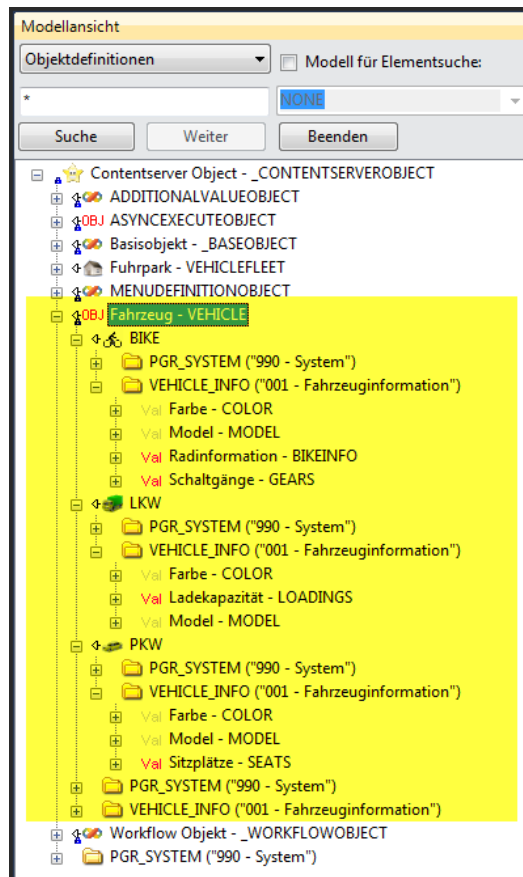 Modellansicht
Objektdefinitionen Modell für Elementsuche:
* NONE
Suche Weiter Beenden
Contentserver Object - _CONTENTSERVEROBJECT
ADDITIONALVALUEOBJECT
OBJ ASYNCEXECUTEOBJECT
Basisobjekt - _BASEOBJECT
Fuhrpark - VEHICLEFLEET
MENUDEFINITIONOBJECT
OBJ Fahrzeug - VEHICLE
BIKE
PGR_SYSTEM ("990 - System")
VEHICLE_INFO ("001 - Fahrzeuginformation")
Val Farbe - COLOR
Val Model - MODEL
Val Radinformation - BIKEINFO
Val Schaltgänge - GEARS
LKW
PGR_SYSTEM ("990 - System")
VEHICLE_INFO ("001 - Fahrzeuginformation")
Val Farbe - COLOR
Val Ladekapazität - LOADINGS
Val Model - MODEL
PKW
PGR_SYSTEM ("990 - System")
VEHICLE_INFO ("001 - Fahrzeuginformation")
Val Farbe - COLOR
Val Model - MODEL
Val Sitzplätze - SEATS
PGR_SYSTEM ("990 - System")
VEHICLE_INFO ("001 - Fahrzeuginformation")
Workflow Objekt - _WORKFLOWOBJECT
PGR_SYSTEM ("990 - System")